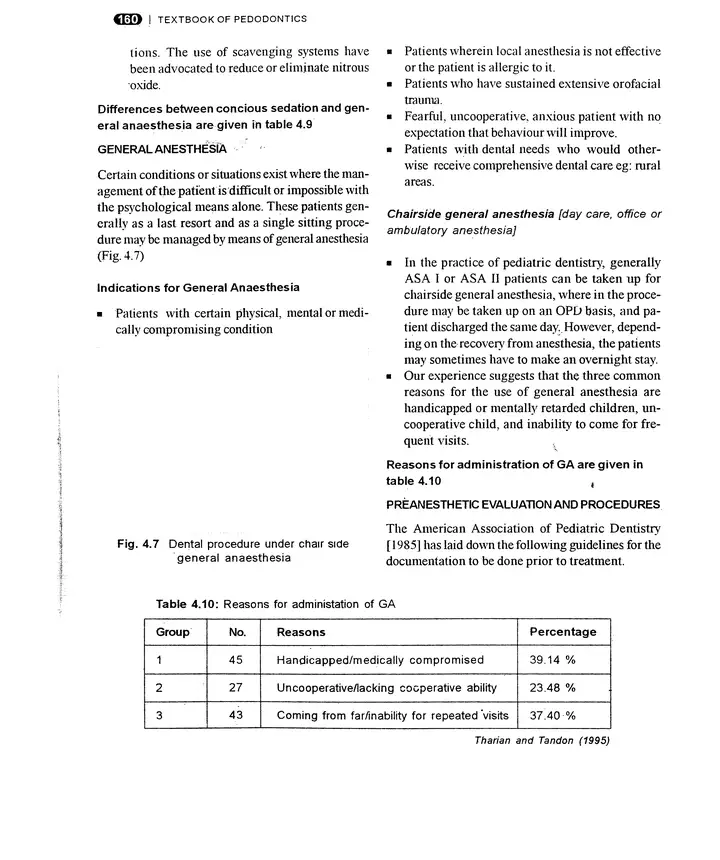 160 | TEXTBOOK OF PEDODONTICS
tions. The use of scavenging systems have
been advocated to reduce or eliminate nitrous
oxide.
Differences between concious sedation and gen-
eral anaesthesia are given in table 4.9
GENERAL ANESTHESIA
Certain conditions or situations exist where the man-
agement of the patient is difficult or impossible with
the psychological means alone. These patients gen-
erally as a last resort and as a single sitting proce-
dure may be managed by means of general anesthesia
(Fig. 4.7)
Indications for General Anaesthesia
▪ Patients with certain physical, mental or medi-
cally compromising condition
Fig. 4.7 Dental procedure under chair side
general anaesthesia
▪ Patients wherein local anesthesia is not effective
or the patient is allergic to it.
▪ Patients who have sustained extensive orofacial
trauma.
▪ Fearful, uncooperative, anxious patient with no
expectation that behaviour will improve.
▪ Patients with dental needs who would other-
wise receive comprehensive dental care eg: rural
areas.
Chairside general anesthesia [day care, office or
ambulatory anesthesia]
▪ In the practice of pediatric dentistry, generally
ASA I or ASA II patients can be taken up for
chairside general anesthesia, where in the proce-
dure may be taken up on an OPD basis, and pa-
tient discharged the same day. However, depend-
ing on the recovery from anesthesia, the patients
may sometimes have to make an overnight stay.
▪ Our experience suggests that the three common
reasons for the use of general anesthesia are
handicapped or mentally retarded children, un-
cooperative child, and inability to come for fre-
quent visits.
Reasons for administration of GA are given in
table 4.10
PREANESTHETIC EVALUATION AND PROCEDURES
The American Association of Pediatric Dentistry
[1985] has laid down the following guidelines for the
documentation to be done prior to treatment.
Table 4.10: Reasons for administation of GA
Group No. Reasons Percentage
1 45 Handicapped/medically compromised 39.14 %
2 27 Uncooperative/lacking cooperative ability 23.48 %
3 43 Coming from far/inability for repeated visits 37.40 %
Tharian and Tandon (1995)